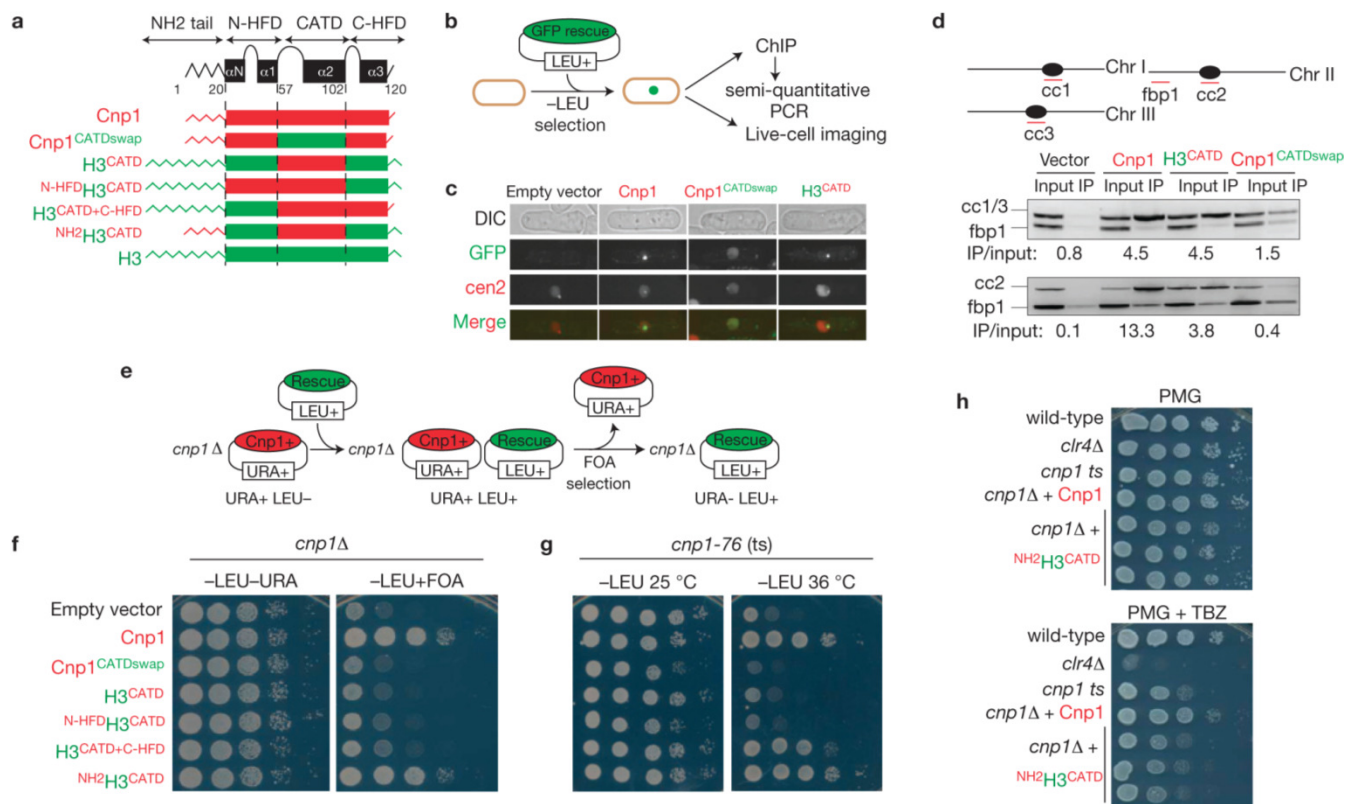 a
NH2 tail N-HFD CATD C-HFD
αN α1 α2 α3
1 20 57 102 120
Cnp1
Cnp1CATDswap
H3CATD
N-HFDH3CATD
H3CATD+C-HFD
NH2H3CATD
H3
b
GFP rescue
LEU+
–LEU
selection
ChIP
semi-quantitative
PCR
Live-cell imaging
c
Empty vector Cnp1 Cnp1CATDswap H3CATD
DIC
GFP
cen2
Merge
d
Chr I Chr II
cc1 fbp1 cc2
Chr III
cc3
Vector Cnp1 H3CATD Cnp1CATDswap
Input IP Input IP Input IP Input IP
cc1/3
fbp1
IP/input: 0.8 4.5 4.5 1.5
cc2
fbp1
IP/input: 0.1 13.3 3.8 0.4
e
Rescue
LEU+
cnp1Δ Cnp1+
URA+
URA+ LEU–
cnp1Δ Cnp1+ Rescue
URA+ LEU+
URA+ LEU+
Cnp1+
URA+
FOA
selection
cnp1Δ Rescue
LEU+
URA- LEU+
f
cnp1Δ
–LEU–URA –LEU+FOA
Empty vector
Cnp1
Cnp1CATDswap
H3CATD
N-HFDH3CATD
H3CATD+C-HFD
NH2H3CATD
g
cnp1-76 (ts)
–LEU 25 °C –LEU 36 °C
h
PMG
wild-type
clr4Δ
cnp1 ts
cnp1Δ + Cnp1
cnp1Δ +
NH2H3CATD
PMG + TBZ
wild-type
clr4Δ
cnp1 ts
cnp1Δ + Cnp1
cnp1Δ +
NH2H3CATD